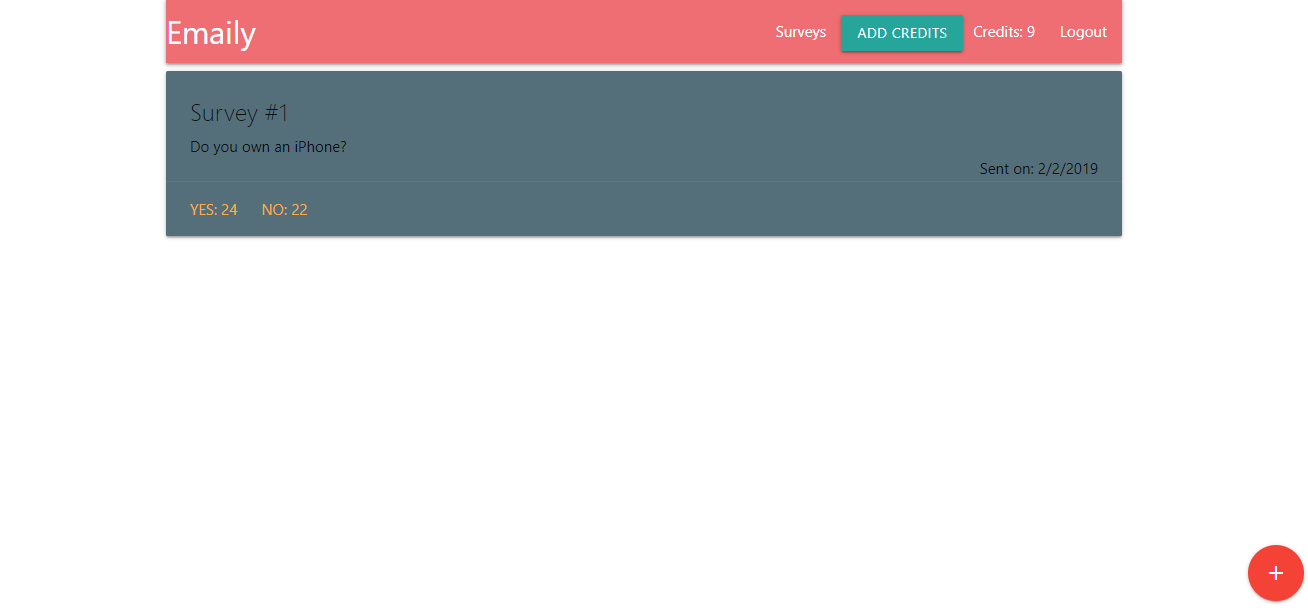 Emaily
Surveys ADD CREDITS Credits: 9 Logout
Survey #1
Do you own an iPhone?
Sent on: 2/2/2019
YES: 24 NO: 22
+